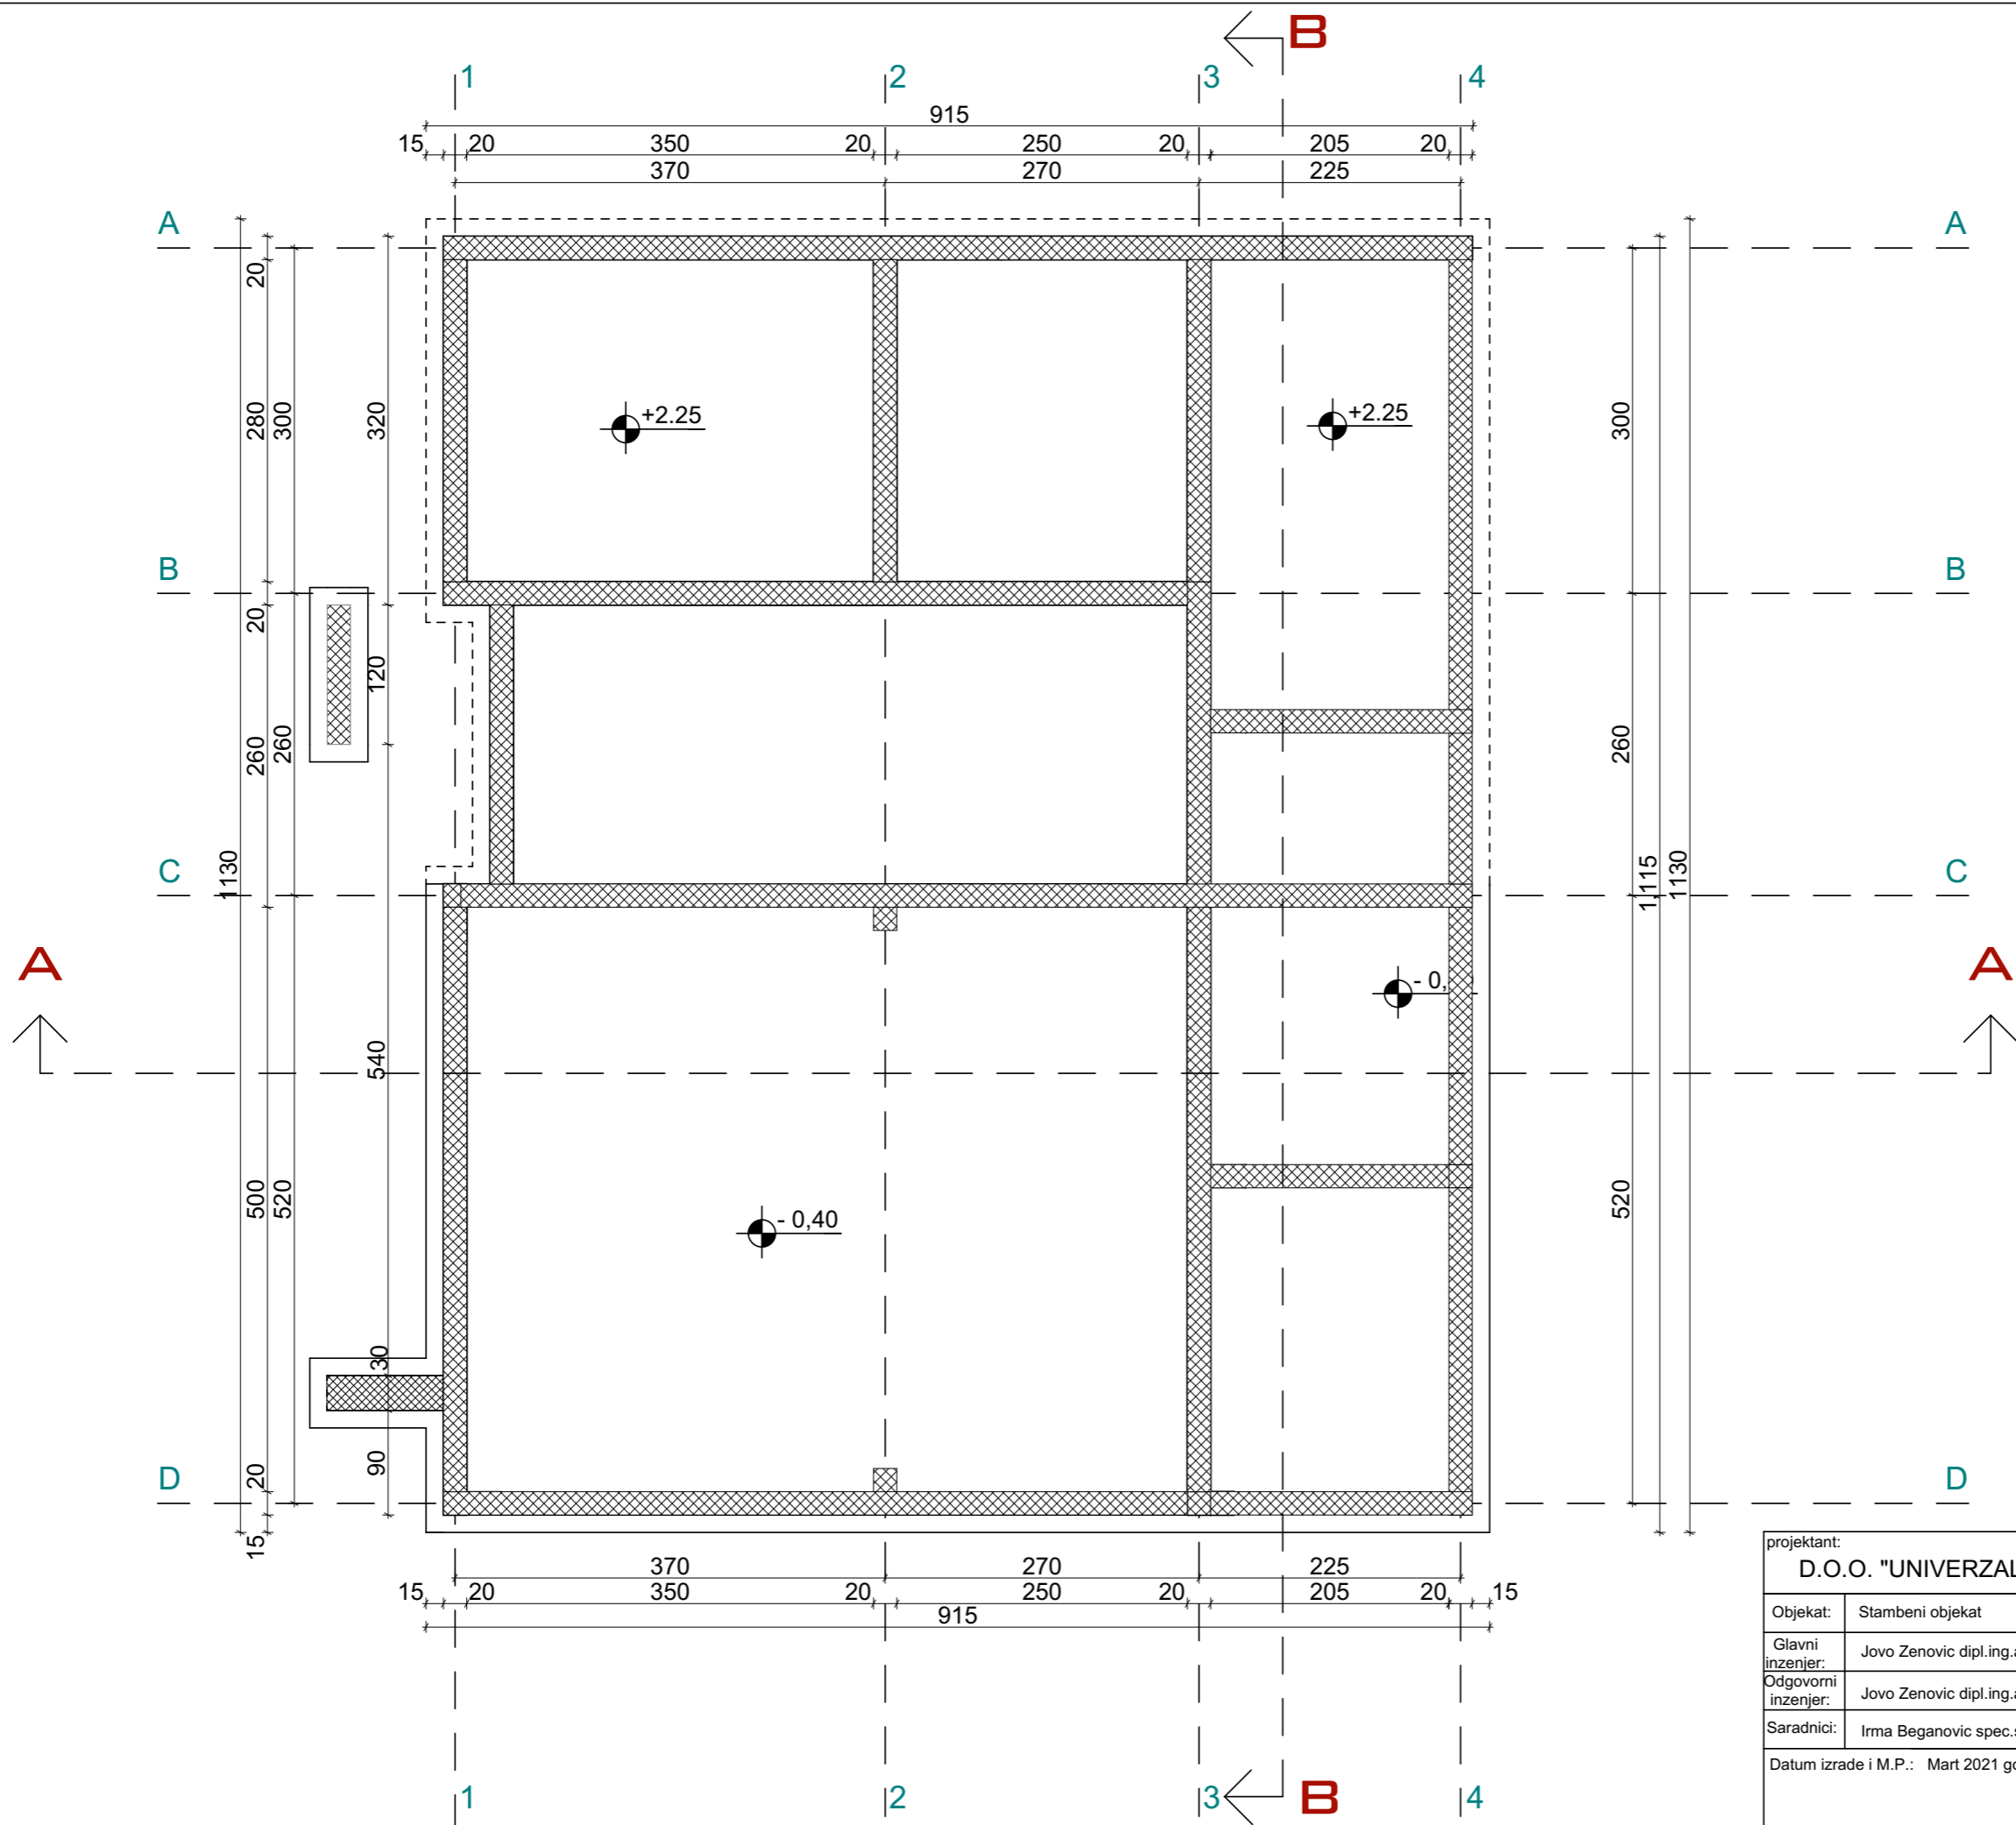 B
1 2 3 4
915
15 20 350 20 250 20 205 20
370 270 225
A A
20
280 300 320 300
+2.25 +2.25
B B
20
120
260 260 260
C C
1130 1115 1130
A A
- 0,
540
500 520 520
- 0,40
30
90
20
D D
15
370 270 225
15 20 350 20 250 20 205 20 15
915
1 2 3 B 4
projektant:
D.O.O. "UNIVERZAL
Objekat: Stambeni objekat
Glavni inzenjer: Jovo Zenovic dipl.ing.a
Odgovorni inzenjer: Jovo Zenovic dipl.ing.a
Saradnici: Irma Beganovic spec.s
Datum izrade i M.P.: Mart 2021 go